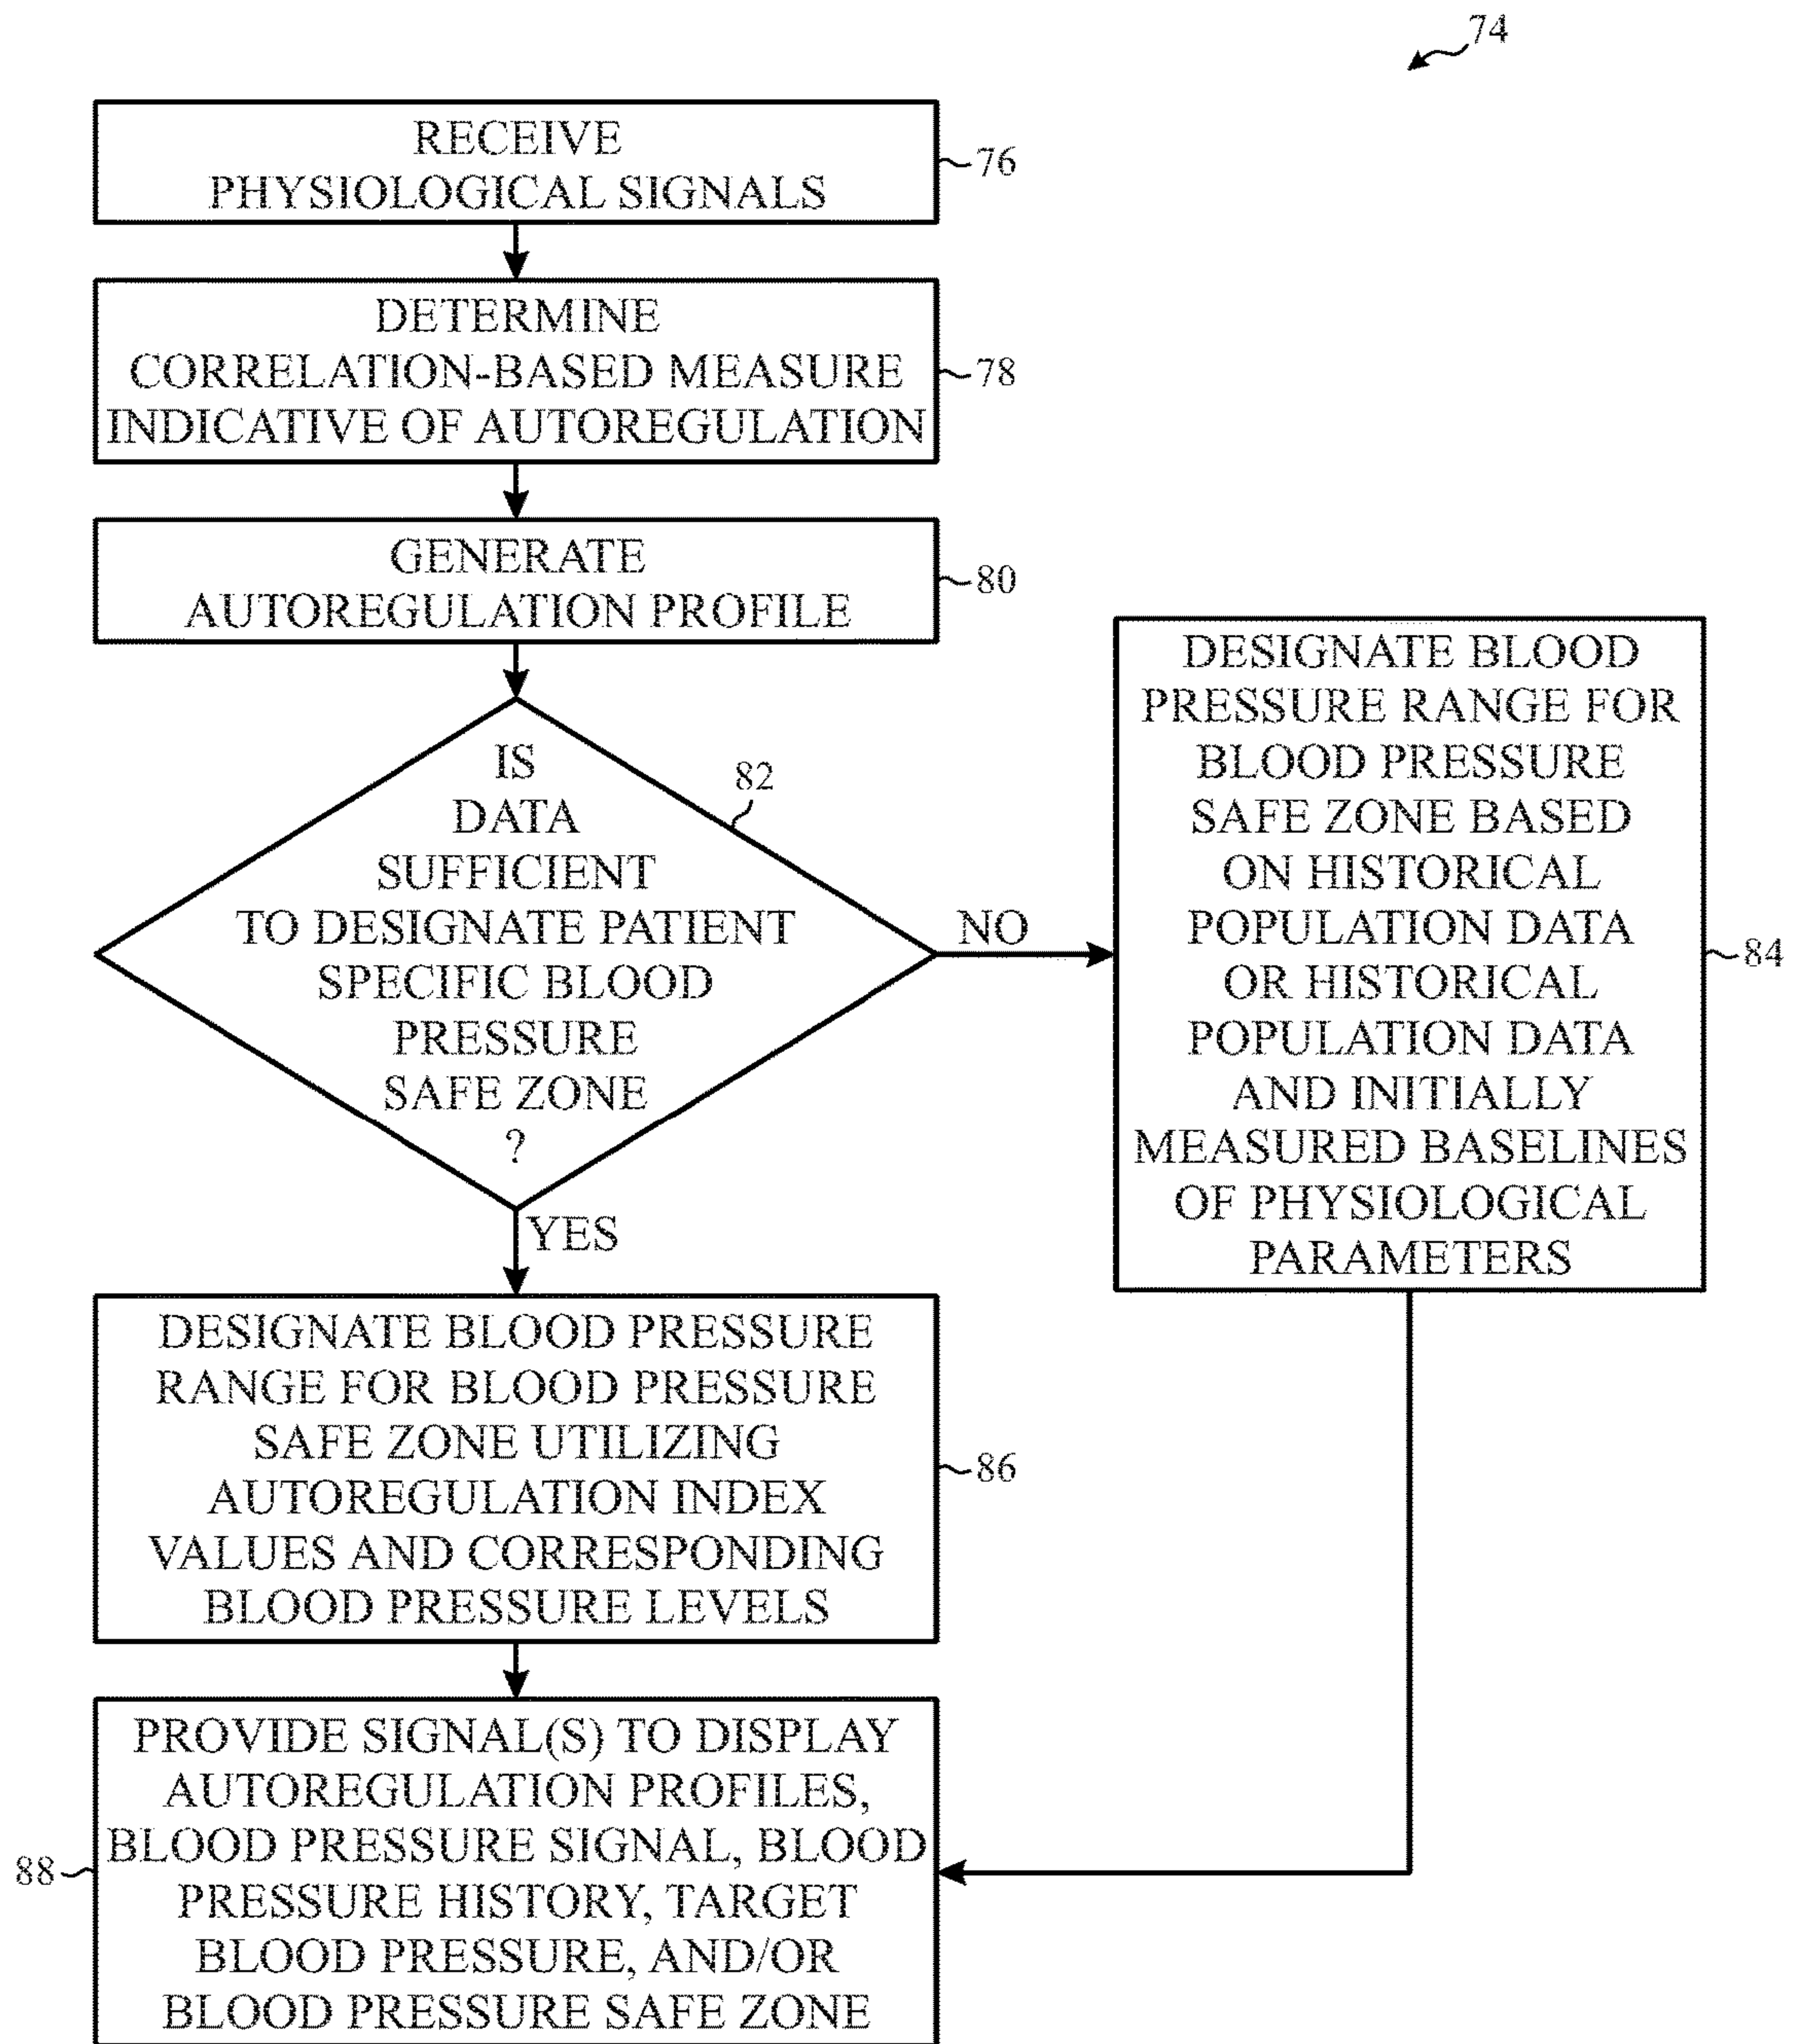 74
RECEIVE
PHYSIOLOGICAL SIGNALS
76
DETERMINE
CORRELATION-BASED MEASURE
INDICATIVE OF AUTOREGULATION
78
GENERATE
AUTOREGULATION PROFILE
80
IS
DATA
SUFFICIENT
TO DESIGNATE PATIENT
SPECIFIC BLOOD
PRESSURE
SAFE ZONE
?
82
NO
DESIGNATE BLOOD
PRESSURE RANGE FOR
BLOOD PRESSURE
SAFE ZONE BASED
ON HISTORICAL
POPULATION DATA
OR HISTORICAL
POPULATION DATA
AND INITIALLY
MEASURED BASELINES
OF PHYSIOLOGICAL
PARAMETERS
84
YES
DESIGNATE BLOOD PRESSURE
RANGE FOR BLOOD PRESSURE
SAFE ZONE UTILIZING
AUTOREGULATION INDEX
VALUES AND CORRESPONDING
BLOOD PRESSURE LEVELS
86
PROVIDE SIGNAL(S) TO DISPLAY
AUTOREGULATION PROFILES,
BLOOD PRESSURE SIGNAL, BLOOD
PRESSURE HISTORY, TARGET
BLOOD PRESSURE, AND/OR
BLOOD PRESSURE SAFE ZONE
88